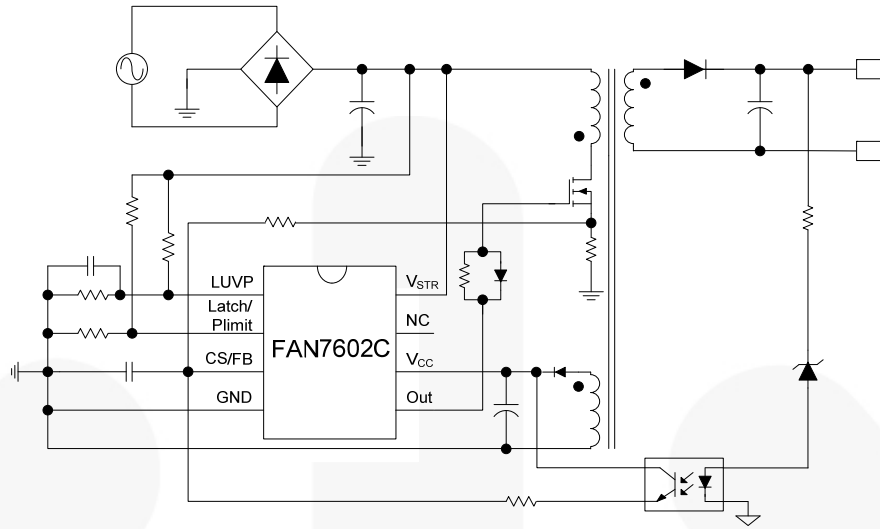 LUVP
Latch/
Plimit
CS/FB
GND
FAN7602C
VSTR
NC
VCC
Out